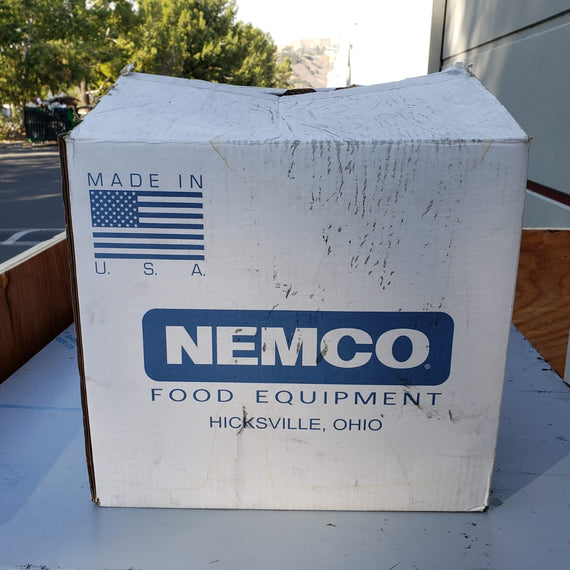 MADE IN
U. S. A.
NEMCO®
FOOD EQUIPMENT
HICKSVILLE, OHIO